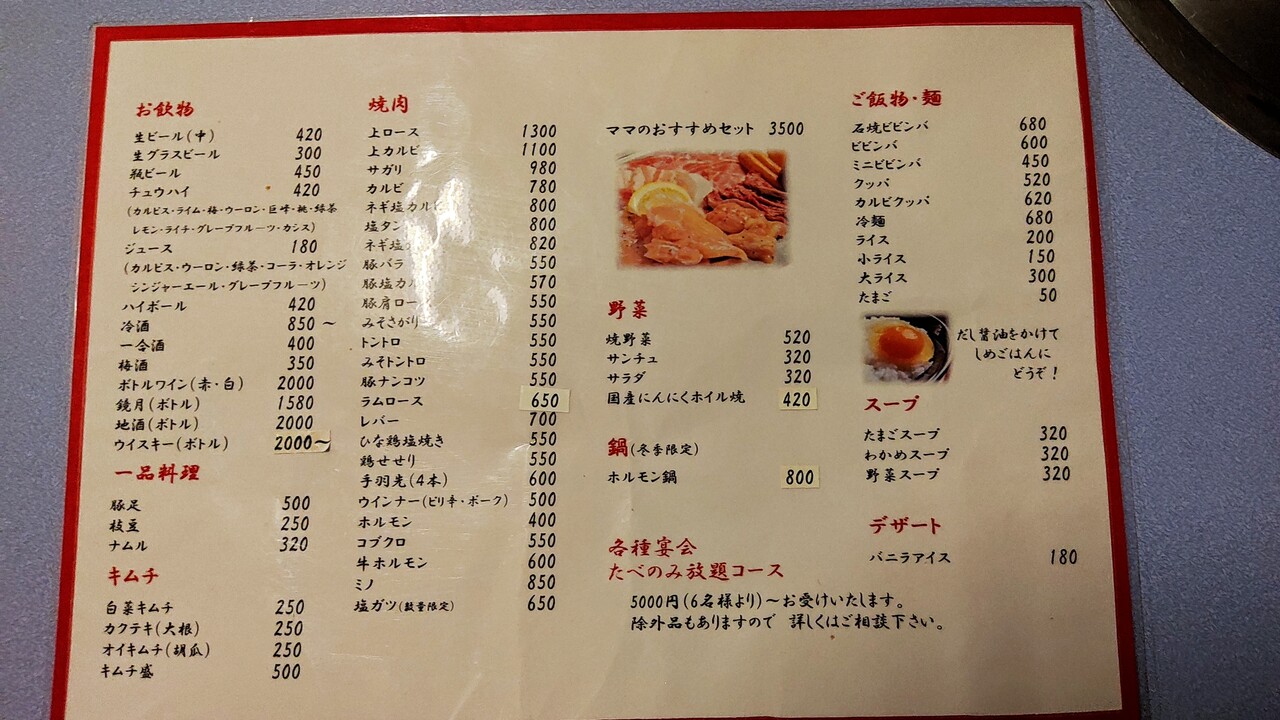 お飲物
生ビール(中) 420
生グラスビール 300
瓶ビール 450
チュウハイ 420
(カルピス・ライム・梅・ウーロン・巨峰・桃・緑茶
レモン・ライチ・グレープフルーツ・カシス)
ジュース 180
(カルピス・ウーロン・緑茶・コーラ・オレンジ
ジンジャーエール・グレープフルーツ)
ハイボール 420
冷酒 850～
一合酒 400
梅酒 350
ボトルワイン(赤・白) 2000
鏡月(ボトル) 1580
地酒(ボトル) 2000
ウイスキー(ボトル) 2000～
一品料理
豚足 500
枝豆 250
ナムル 320
キムチ
白菜キムチ 250
カクテキ(大根) 250
オイキムチ(胡瓜) 250
キムチ盛 500
焼肉
上ロース 1300
上カルビ 1100
サガリ 980
カルビ 780
ネギ塩カルビ 800
塩タン 800
ネギ塩 820
豚バラ 550
豚塩カル 570
豚肩ロース 550
みそさがり 550
トントロ 550
みそトントロ 550
豚ナンコツ 550
ラムロース 650
レバー 700
ひな鶏塩焼き 550
鶏せせり 550
手羽先(4本) 600
ウインナー(ピリ辛・ポーク) 500
ホルモン 400
コブクロ 550
牛ホルモン 600
ミノ 850
塩ガツ(数量限定) 650
ママのおすすめセット 3500
野菜
焼野菜 520
サンチュ 320
サラダ 320
国産にんにくホイル焼 420
鍋(冬季限定)
ホルモン鍋 800
各種宴会
たべのみ放題コース
5000円(6名様より)～お受けいたします。
除外品もありますので 詳しくはご相談下さい。
ご飯物・麺
石焼ビビンバ 680
ビビンバ 600
ミニビビンバ 450
クッパ 520
カルビクッパ 620
冷麺 680
ライス 200
小ライス 150
大ライス 300
たまご 50
だし醤油をかけて
しめごはんに
どうぞ！
スープ
たまごスープ 320
わかめスープ 320
野菜スープ 320
デザート
バニラアイス 180